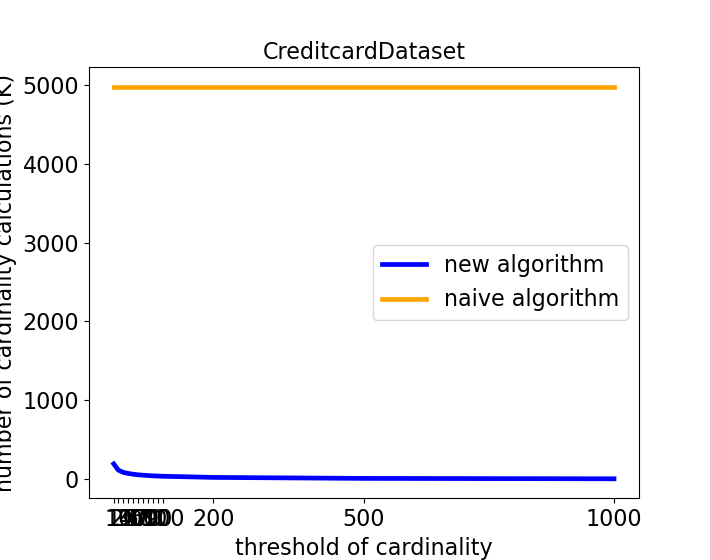 CreditcardDataset
number of cardinality calculations (K)
5000
4000
3000
2000
1000
0
new algorithm
naive algorithm
200
500
1000
threshold of cardinality